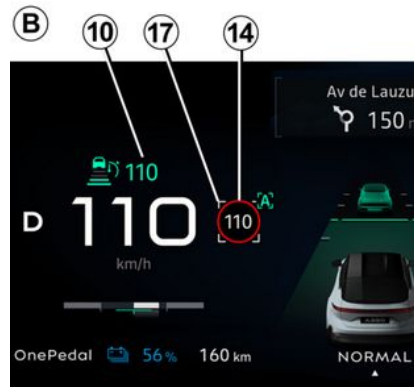 B
10
17
14
Av de Lauzu
150 m
110
D
110
110
A
km/h
OnePedal
56 %
160 km
NORMAL